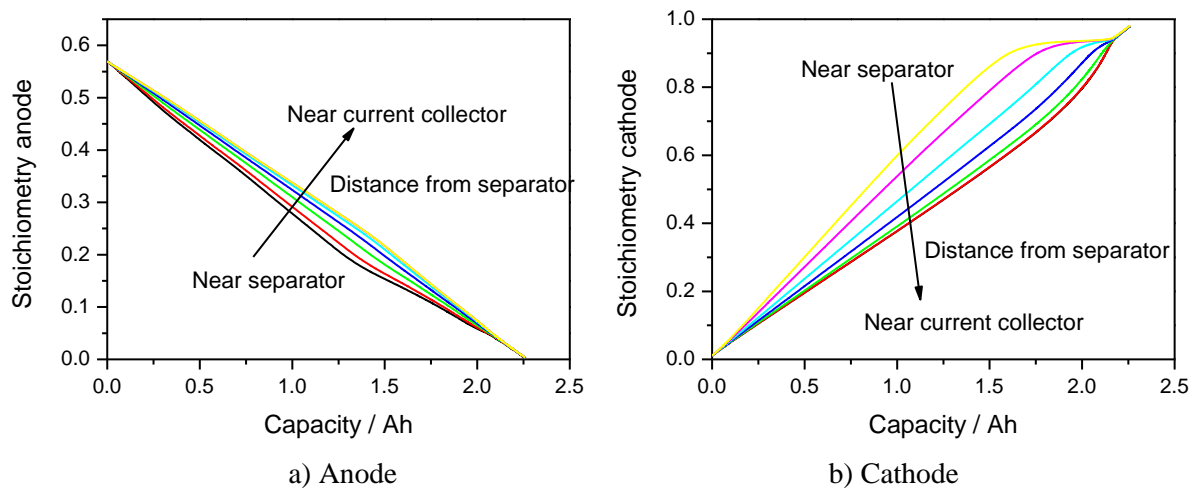 0.6
0.5
0.4
0.3
0.2
0.1
0.0
Stoichiometry anode
Near current collector
Distance from separator
Near separator
0.0 0.5 1.0 1.5 2.0 2.5
Capacity / Ah
a) Anode
1.0
0.8
0.6
0.4
0.2
0.0
Stoichiometry cathode
Near separator
Distance from separator
Near current collector
0.0 0.5 1.0 1.5 2.0 2.5
Capacity / Ah
b) Cathode